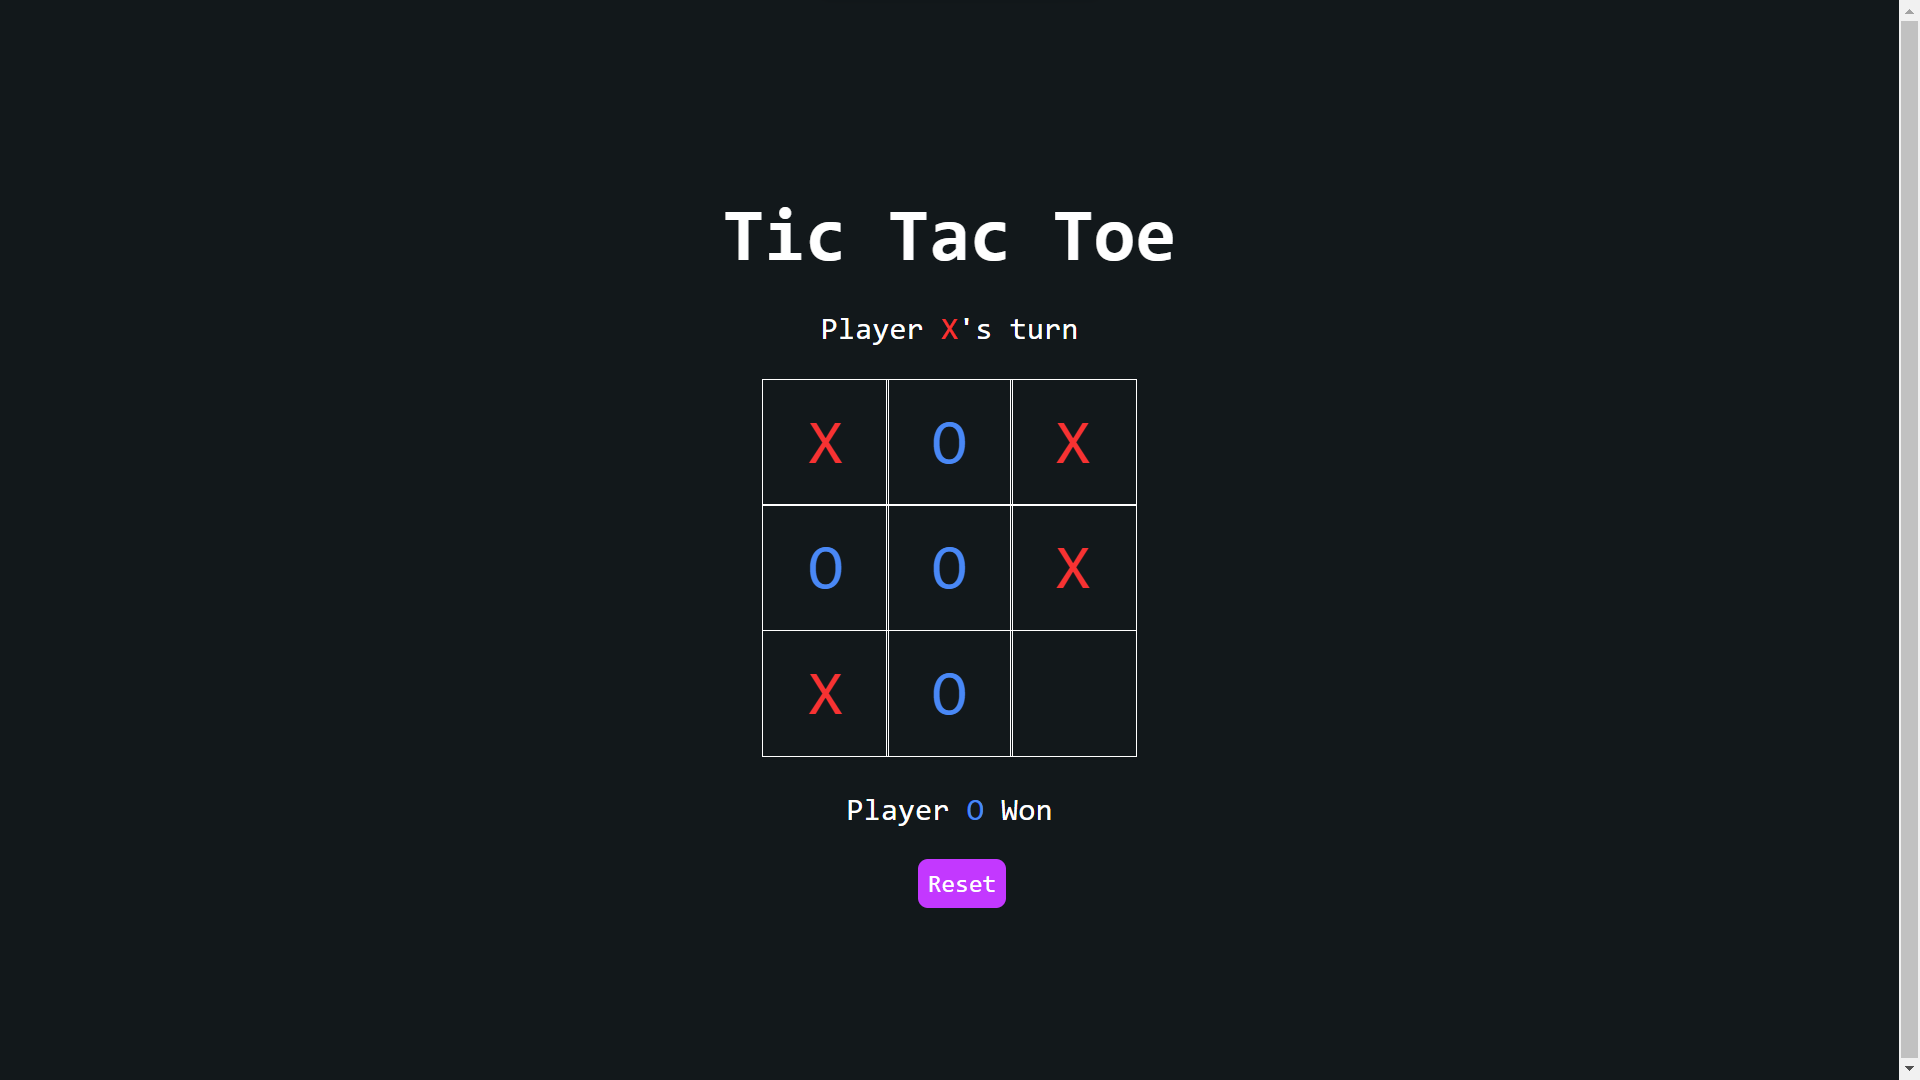 Tic Tac Toe
Player X's turn
X O X
O O X
X O
Player O Won
Reset